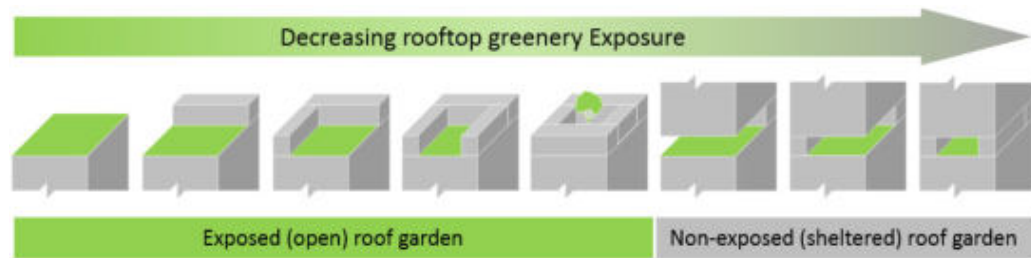 Decreasing rooftop greenery Exposure
Exposed (open) roof garden
Non-exposed (sheltered) roof garden